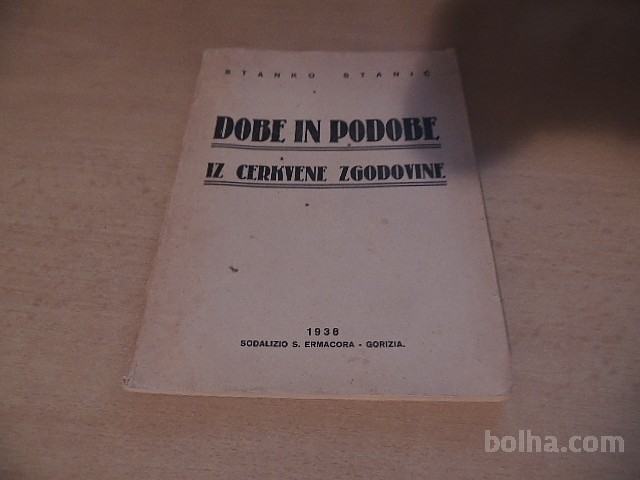 STANKO STANIČ
DOBE IN PODOBE
IZ CERKVENE ZGODOVINE
1938
SODALIZIO S. ERMACORA - GORIZIA.
bolha.com